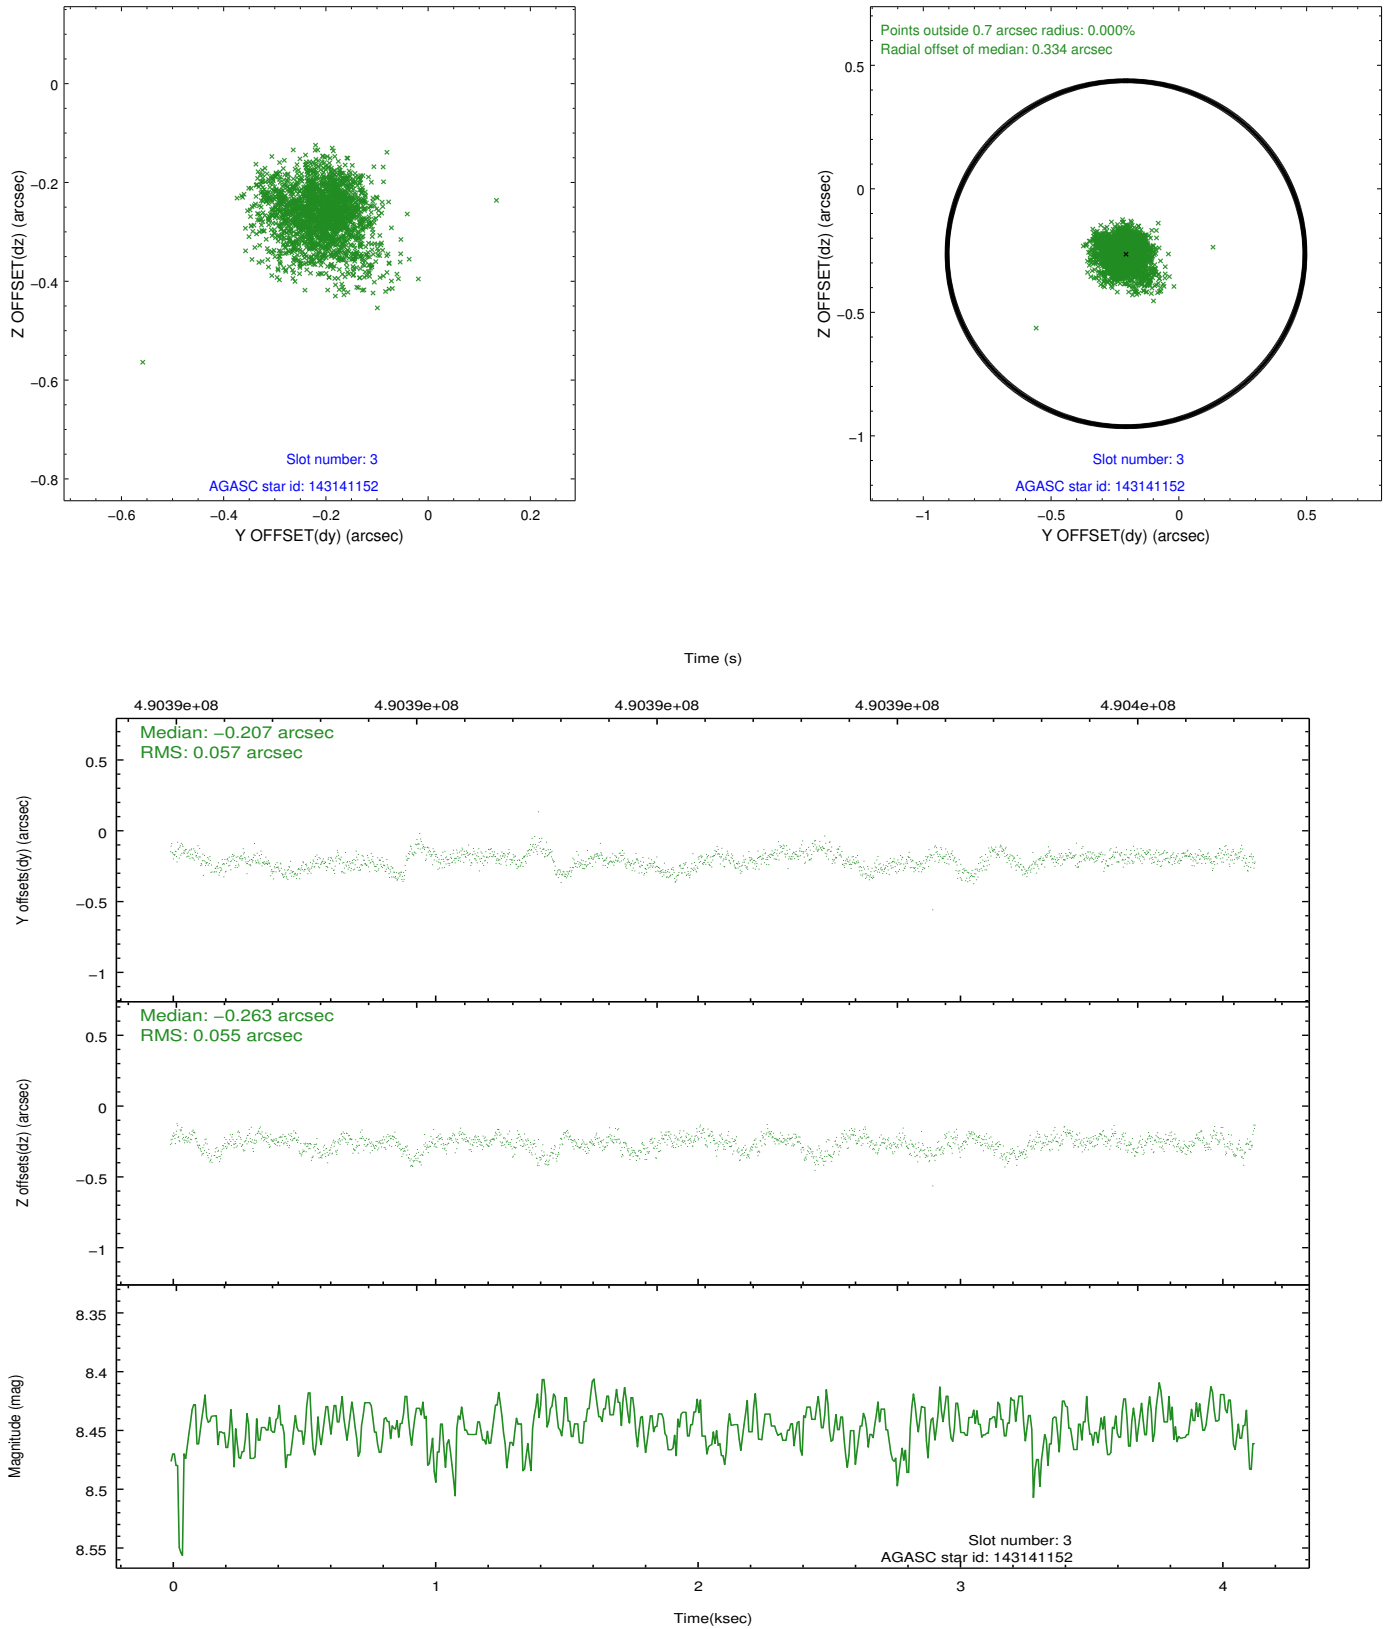 0
−0.2
−0.4
−0.6
−0.8
Z OFFSET(dz) (arcsec)
Slot number: 3
AGASC star id: 143141152
−0.6
−0.4
−0.2
0
0.2
Y OFFSET(dy) (arcsec)
Points outside 0.7 arcsec radius: 0.000%
Radial offset of median: 0.334 arcsec
0.5
0
−0.5
−1
Z OFFSET(dz) (arcsec)
Slot number: 3
AGASC star id: 143141152
−1
−0.5
0
0.5
Y OFFSET(dy) (arcsec)
Time (s)
4.9039e+08
4.9039e+08
4.9039e+08
4.9039e+08
4.904e+08
Median: −0.207 arcsec
RMS: 0.057 arcsec
0.5
0
−0.5
−1
Y offsets(dy) (arcsec)
Median: −0.263 arcsec
RMS: 0.055 arcsec
0.5
0
−0.5
−1
Z offsets(dz) (arcsec)
8.35
8.4
8.45
8.5
8.55
Magnitude (mag)
Slot number: 3
AGASC star id: 143141152
0
1
2
3
4
Time(ksec)